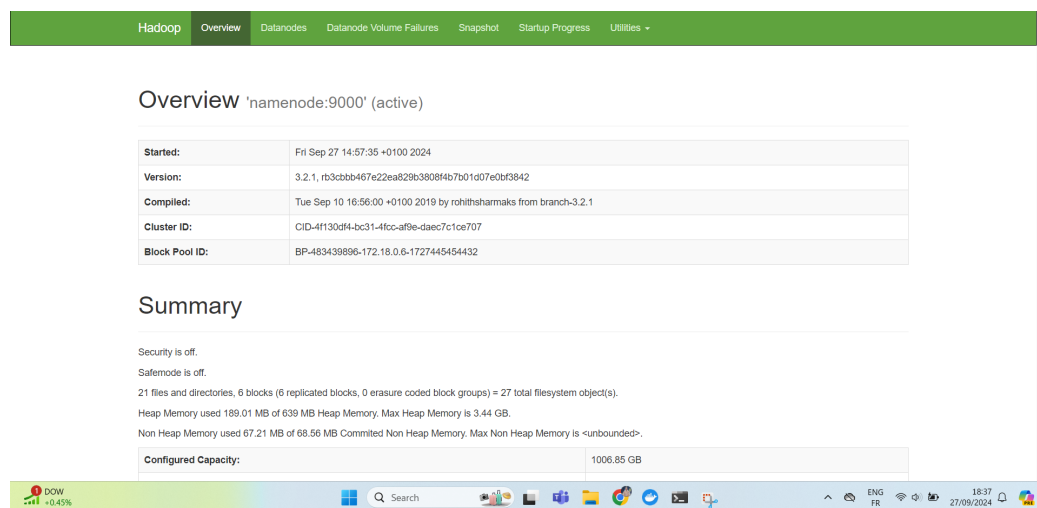 Hadoop Overview Datanodes Datanode Volume Failures Snapshot Startup Progress Utilities
Overview 'namenode:9000' (active)
Started: Fri Sep 27 14:57:35 +0100 2024
Version: 3.2.1, rb3cbbb467e22ea829b3808f4b7b01d07e0bf3842
Compiled: Tue Sep 10 16:56:00 +0100 2019 by rohithsharmaks from branch-3.2.1
Cluster ID: CID-4f130df4-bc31-4fcc-af9e-daec7c1ce707
Block Pool ID: BP-483439896-172.18.0.6-1727445454432
Summary
Security is off.
Safemode is off.
21 files and directories, 6 blocks (6 replicated blocks, 0 erasure coded block groups) = 27 total filesystem object(s).
Heap Memory used 189.01 MB of 639 MB Heap Memory. Max Heap Memory is 3.44 GB.
Non Heap Memory used 67.21 MB of 68.56 MB Commited Non Heap Memory. Max Non Heap Memory is <unbounded>.
Configured Capacity: 1006.85 GB
1 DOW
+0.45%
Search
ENG
FR
18:37
27/09/2024
PRE